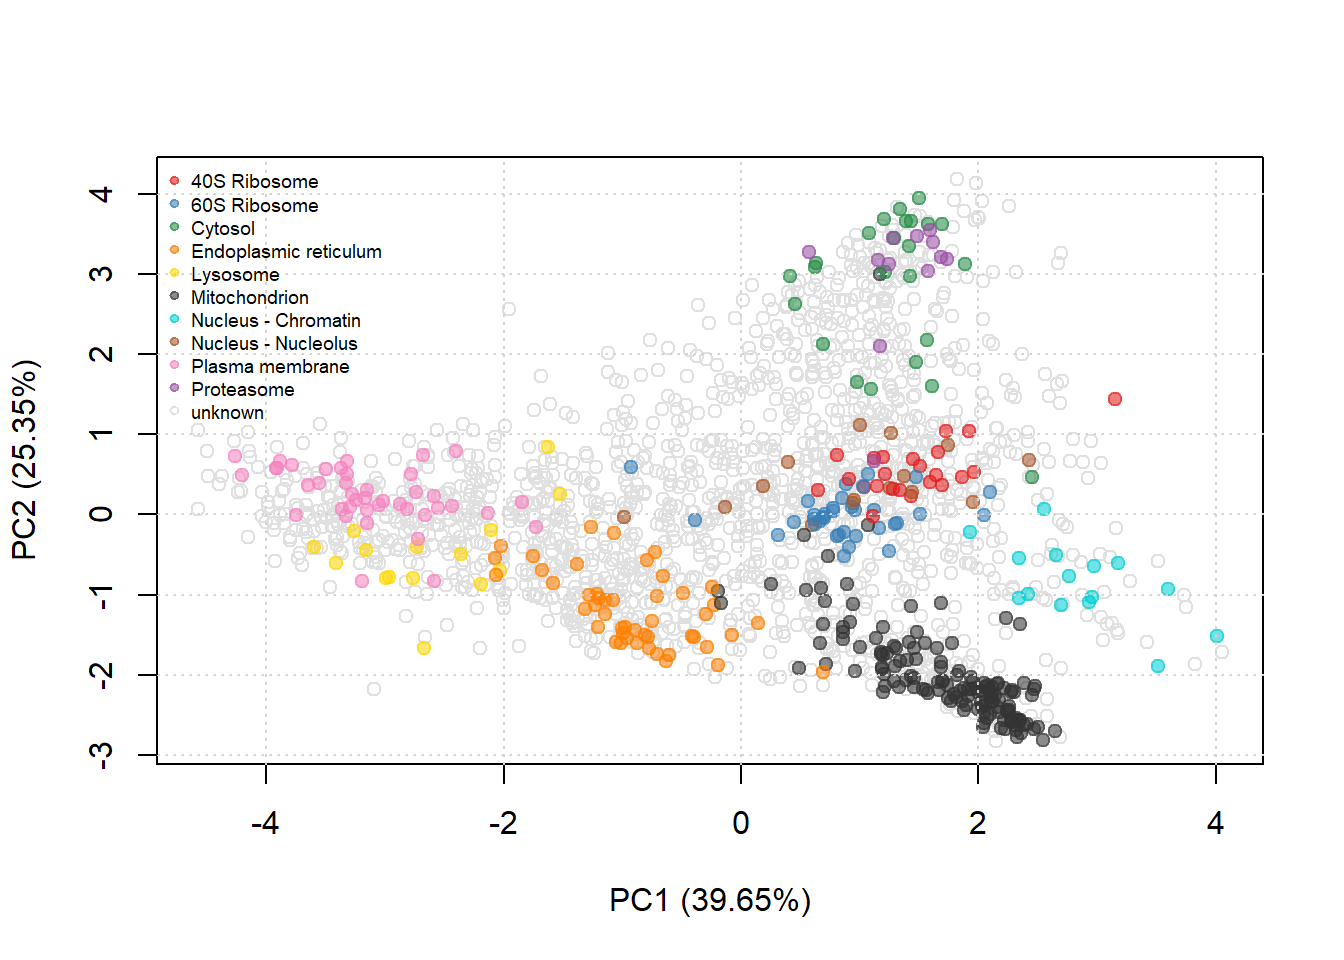 40S Ribosome
60S Ribosome
Cytosol
Endoplasmic reticulum
Lysosome
Mitochondrion
Nucleus - Chromatin
Nucleus - Nucleolus
Plasma membrane
Proteasome
unknown
PC2 (25.35%)
4
3
2
1
0
-1
-2
-3
-4
-2
0
2
4
PC1 (39.65%)